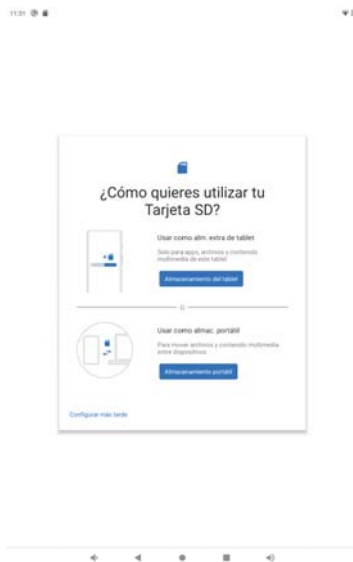 11:31
¿Cómo quieres utilizar tu
Tarjeta SD?
Usar como alm. extra de tablet
Solo para apps, archivos y contenido
multimedia de este tablet
Almacenamiento del tablet
O
Usar como almac. portátil
Para mover archivos y contenido multimedia
entre dispositivos
Almacenamiento portátil
Configurar más tarde